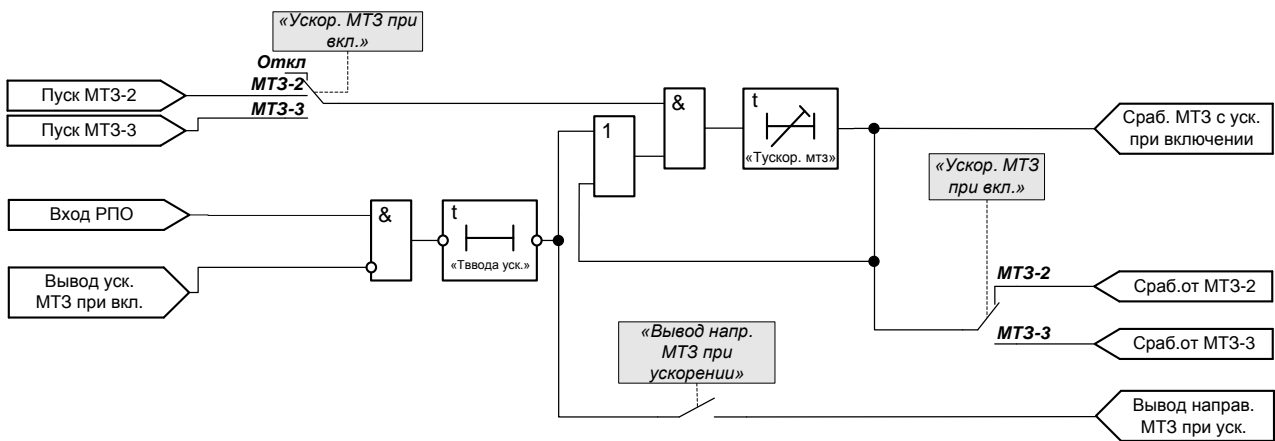 «Ускор. МТЗ при
вкл.»
Откл
МТЗ-2
МТЗ-3
Пуск МТЗ-2
Пуск МТЗ-3
&
t
«Тускор. мтз»
1
Сраб. МТЗ с уск.
при включении
«Ускор. МТЗ
при вкл.»
Вход РПО
&
t
«Тввода уск.»
Вывод уск.
МТЗ при вкл.
МТЗ-2
Сраб.от МТЗ-2
МТЗ-3
Сраб.от МТЗ-3
«Вывод напр.
МТЗ при
ускорении»
Вывод направ.
МТЗ при уск.